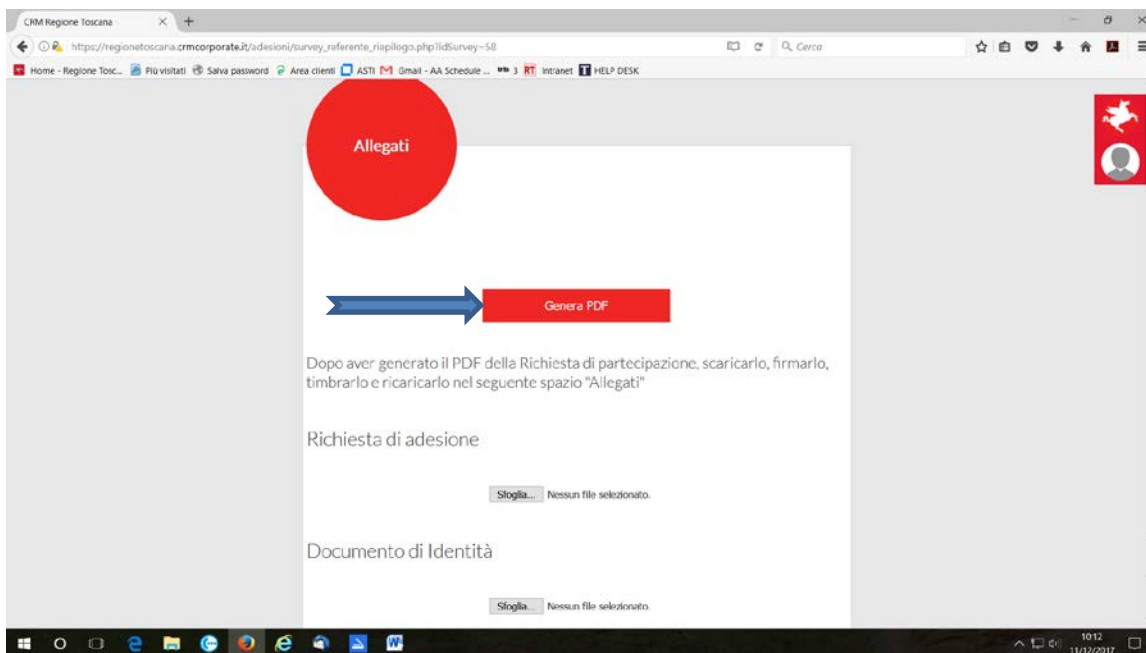 CRM Regione Toscana
https://regionetoscana.crmcorporate.it/adesioni/survey_referente_riepilogo.php?idSurvey=58
Cerca
Home - Regione Tosc... Più visitati Salva password Area clienti ASTI Gmail - AA Schedule ... 3 RT Intranet HELP DESK
Allegati
Genera PDF
Dopo aver generato il PDF della Richiesta di partecipazione, scaricarlo, firmarlo,
timbrarlo e ricaricarlo nel seguente spazio "Allegati"
Richiesta di adesione
Sfoglia... Nessun file selezionato.
Documento di Identità
Sfoglia... Nessun file selezionato.
10:12
11/12/2017